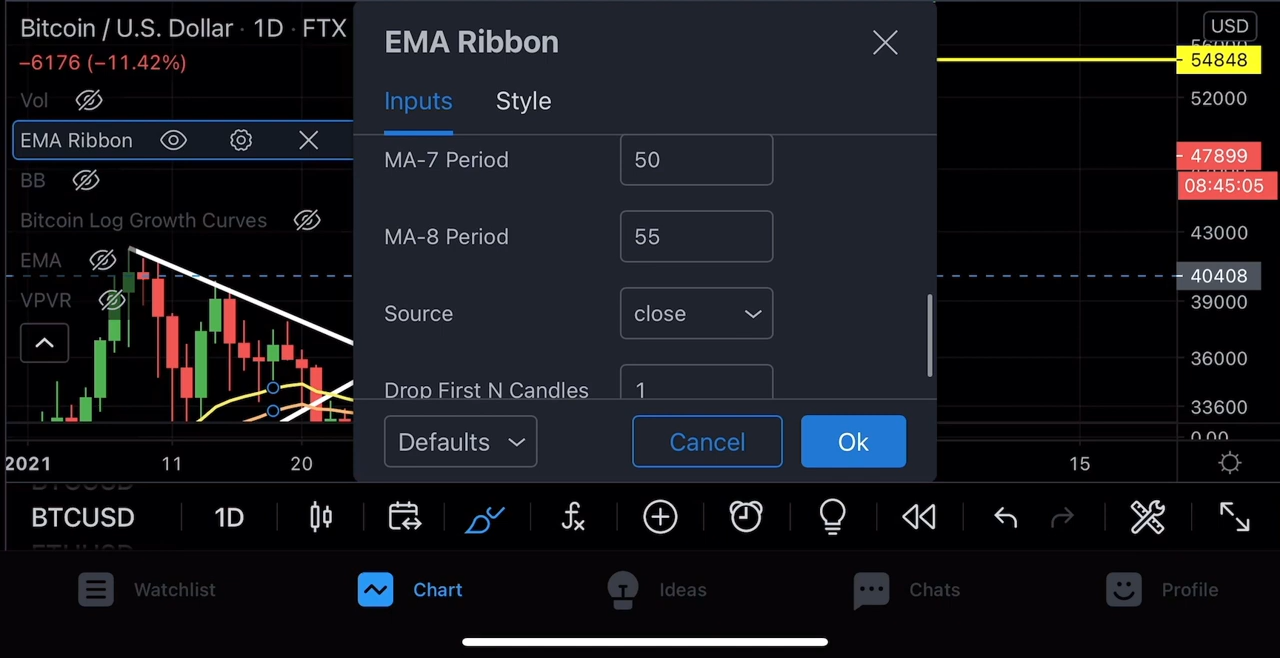 Bitcoin / U.S. Dollar · 1D · FTX
−6176 (−11.42%)
Vol
EMA Ribbon
BB
Bitcoin Log Growth Curves
EMA
VPVR
EMA Ribbon
Inputs
Style
MA-7 Period
50
MA-8 Period
55
Source
close
Drop First N Candles
1
Defaults
Cancel
Ok
USD
56000
54848
52000
47899
08:45:05
43000
40408
39000
36000
33600
0.00
2021
11
20
15
BTCUSD
1D
Watchlist
Chart
Ideas
Chats
Profile